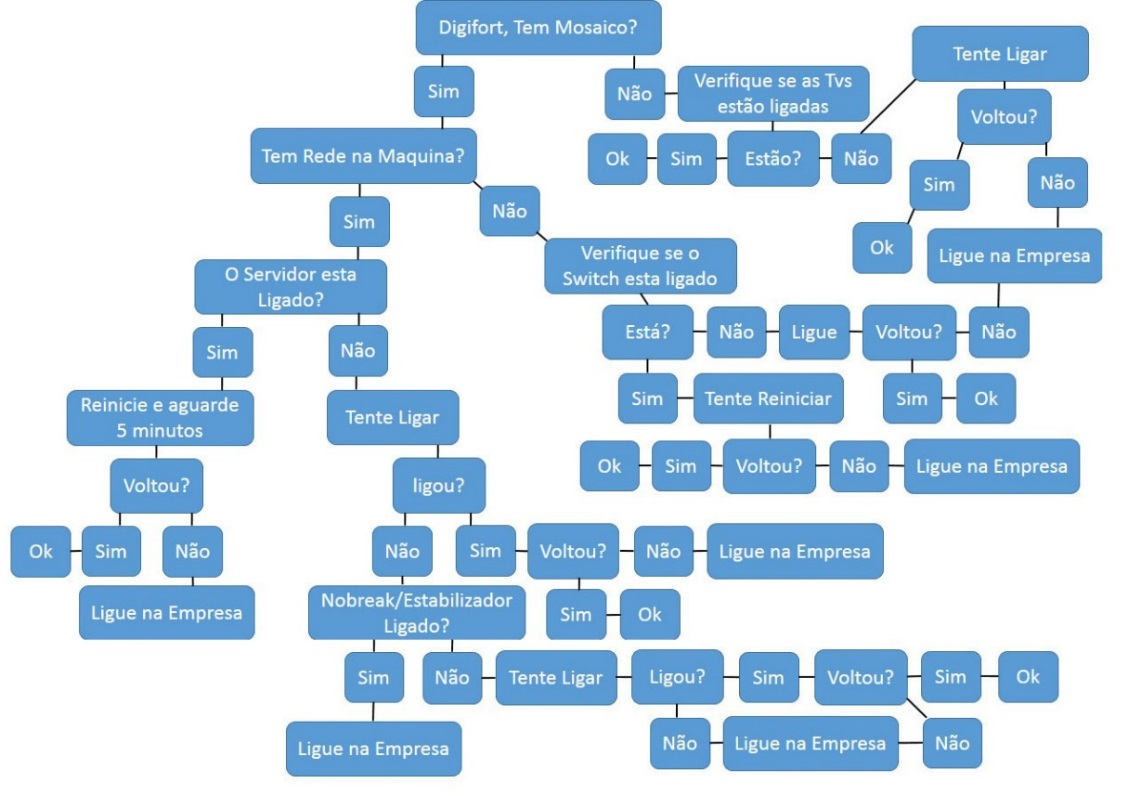 Digifort, Tem Mosaico?
Sim
Não
Verifique se as Tvs
estão ligadas
Tente Ligar
Voltou?
Ok
Sim
Estão?
Não
Tem Rede na Maquina?
Sim
Não
Sim
Não
Ok
Ligue na Empresa
Verifique se o
Switch esta ligado
O Servidor esta
Ligado?
Está?
Não
Ligue
Voltou?
Não
Sim
Não
Sim
Tente Reiniciar
Sim
Ok
Reinicie e aguarde
5 minutos
Tente Ligar
Ok
Sim
Voltou?
Não
Ligue na Empresa
Voltou?
ligou?
Ok
Sim
Não
Não
Sim
Voltou?
Não
Ligue na Empresa
Ligue na Empresa
Nobreak/Estabilizador
Ligado?
Sim
Ok
Sim
Não
Tente Ligar
Ligou?
Sim
Voltou?
Sim
Ok
Ligue na Empresa
Não
Ligue na Empresa
Não